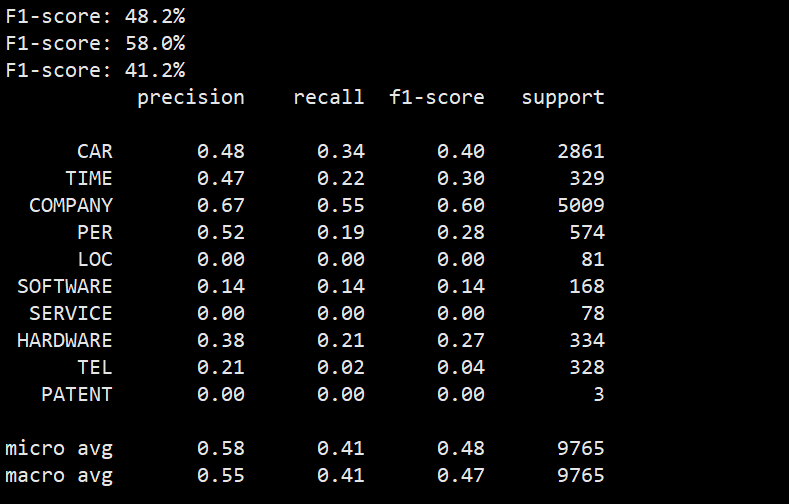 F1-score: 48.2%
F1-score: 58.0%
F1-score: 41.2%
precision recall f1-score support
CAR 0.48 0.34 0.40 2861
TIME 0.47 0.22 0.30 329
COMPANY 0.67 0.55 0.60 5009
PER 0.52 0.19 0.28 574
LOC 0.00 0.00 0.00 81
SOFTWARE 0.14 0.14 0.14 168
SERVICE 0.00 0.00 0.00 78
HARDWARE 0.38 0.21 0.27 334
TEL 0.21 0.02 0.04 328
PATENT 0.00 0.00 0.00 3
micro avg 0.58 0.41 0.48 9765
macro avg 0.55 0.41 0.47 9765